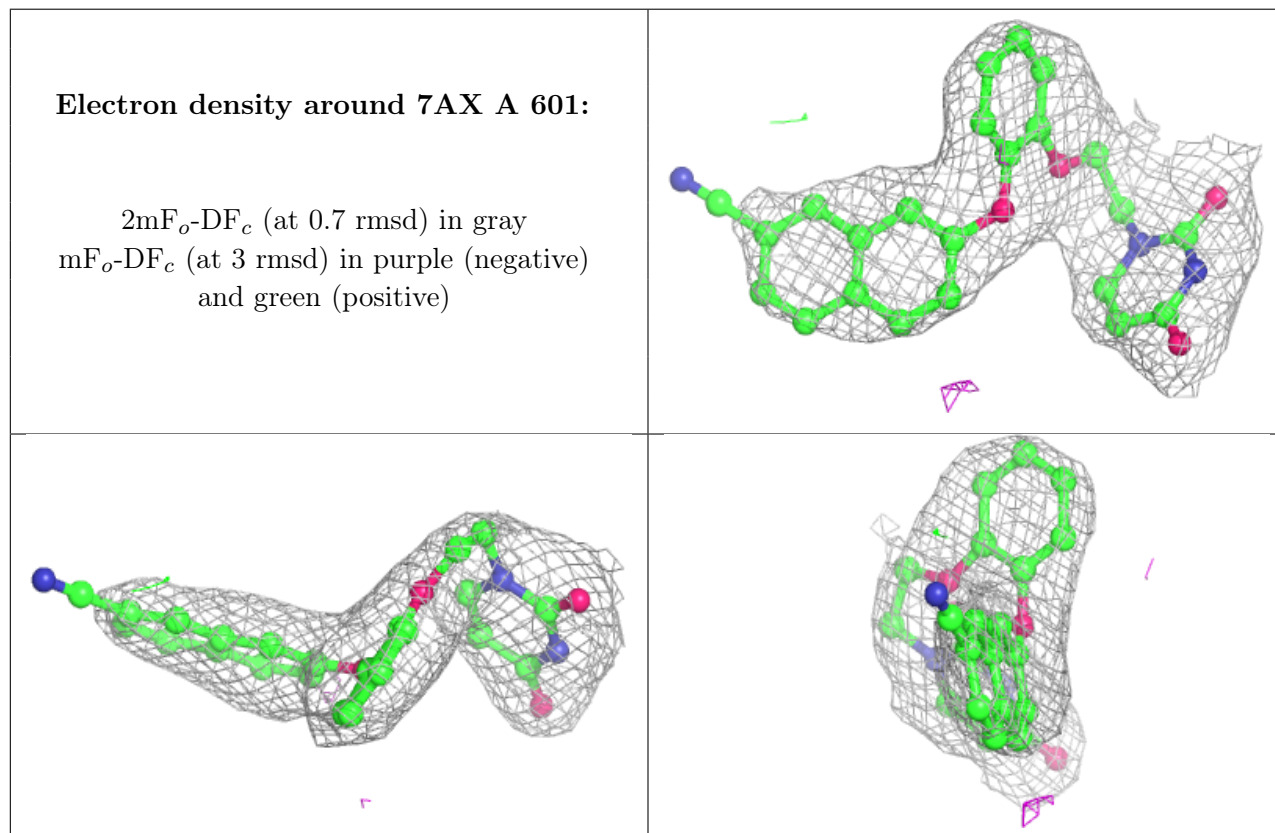 Electron density around 7AX A 601:
2mFo-DFc (at 0.7 rmsd) in gray
mFo-DFc (at 3 rmsd) in purple (negative)
and green (positive)